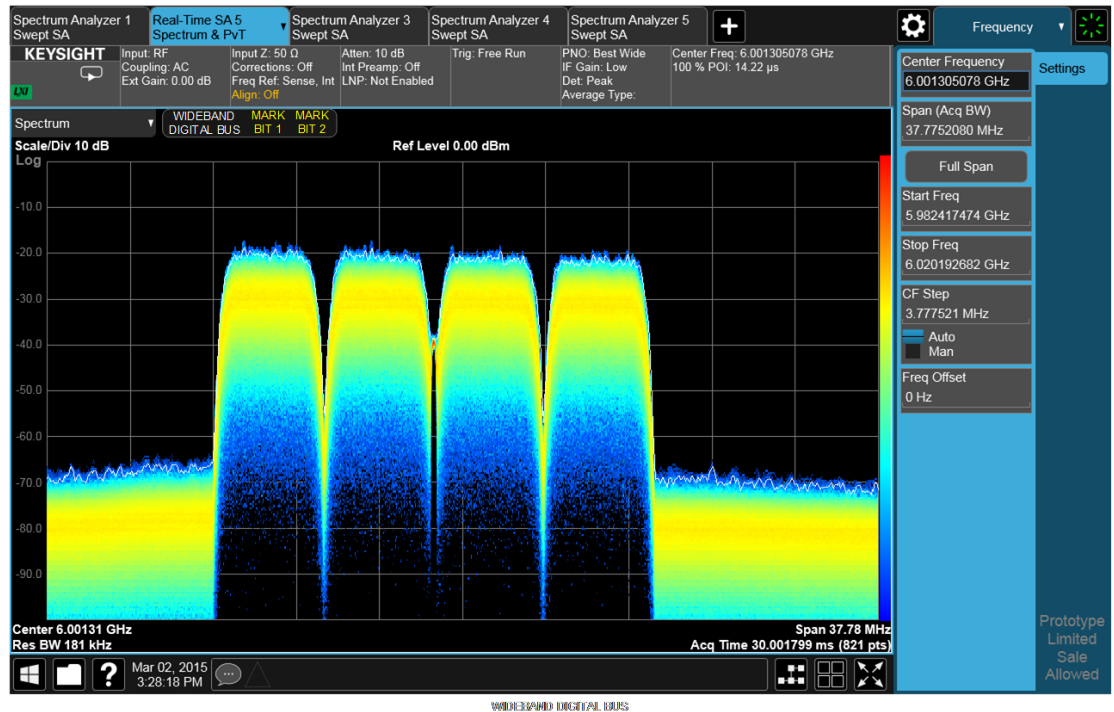 Spectrum Analyzer 1
Swept SA
Real-Time SA 5
Spectrum & PvT
Spectrum Analyzer 3
Swept SA
Spectrum Analyzer 4
Swept SA
Spectrum Analyzer 5
Swept SA
Frequency
KEYSIGHT
LXI
Input: RF
Coupling: AC
Ext Gain: 0.00 dB
Input Z: 50 Ω
Corrections: Off
Freq Ref: Sense, Int
Align: Off
Atten: 10 dB
Int Preamp: Off
LNP: Not Enabled
Trig: Free Run
PNO: Best Wide
IF Gain: Low
Det: Peak
Average Type:
Center Freq: 6.001305078 GHz
100 % POI: 14.22 µs
Spectrum
WIDEBAND MARK MARK
DIGITAL BUS BIT 1 BIT 2
Scale/Div 10 dB
Ref Level 0.00 dBm
Log
-10.0
-20.0
-30.0
-40.0
-50.0
-60.0
-70.0
-80.0
-90.0
Center 6.00131 GHz
Res BW 181 kHz
Span 37.78 MHz
Acq Time 30.001799 ms (821 pts)
Mar 02, 2015
3:28:18 PM
Center Frequency
6.001305078 GHz
Settings
Span (Acq BW)
37.7752080 MHz
Full Span
Start Freq
5.982417474 GHz
Stop Freq
6.020192682 GHz
CF Step
3.777521 MHz
Auto
Man
Freq Offset
0 Hz
Prototype
Limited
Sale
Allowed
WIDEBAND DIGITAL BUS